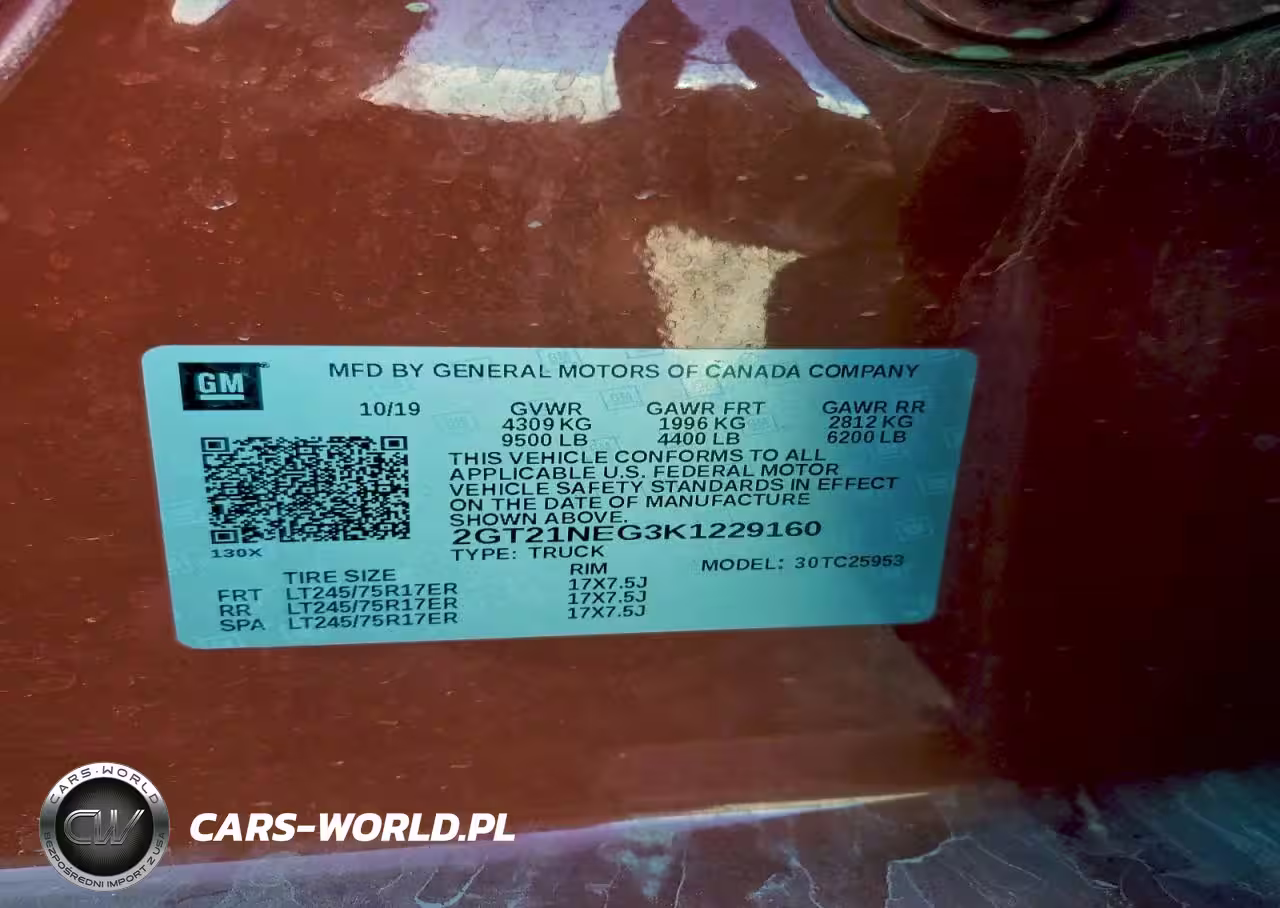 GM
MFD BY GENERAL MOTORS OF CANADA COMPANY
10/19
GVWR GAWR FRT GAWR RR
4309 KG 1996 KG 2812 KG
9500 LB 4400 LB 6200 LB
THIS VEHICLE CONFORMS TO ALL
APPLICABLE U.S. FEDERAL MOTOR
VEHICLE SAFETY STANDARDS IN EFFECT
ON THE DATE OF MANUFACTURE
SHOWN ABOVE.
2GT21NEG3K1229160
130X
TYPE: TRUCK
MODEL: 30TC25953
TIRE SIZE RIM
FRT LT245/75R17ER 17X7.5J
RR LT245/75R17ER 17X7.5J
SPA LT245/75R17ER 17X7.5J
CARS-WORLD
CW
BEZPOŚREDNI IMPORT Z USA
CARS-WORLD.PL